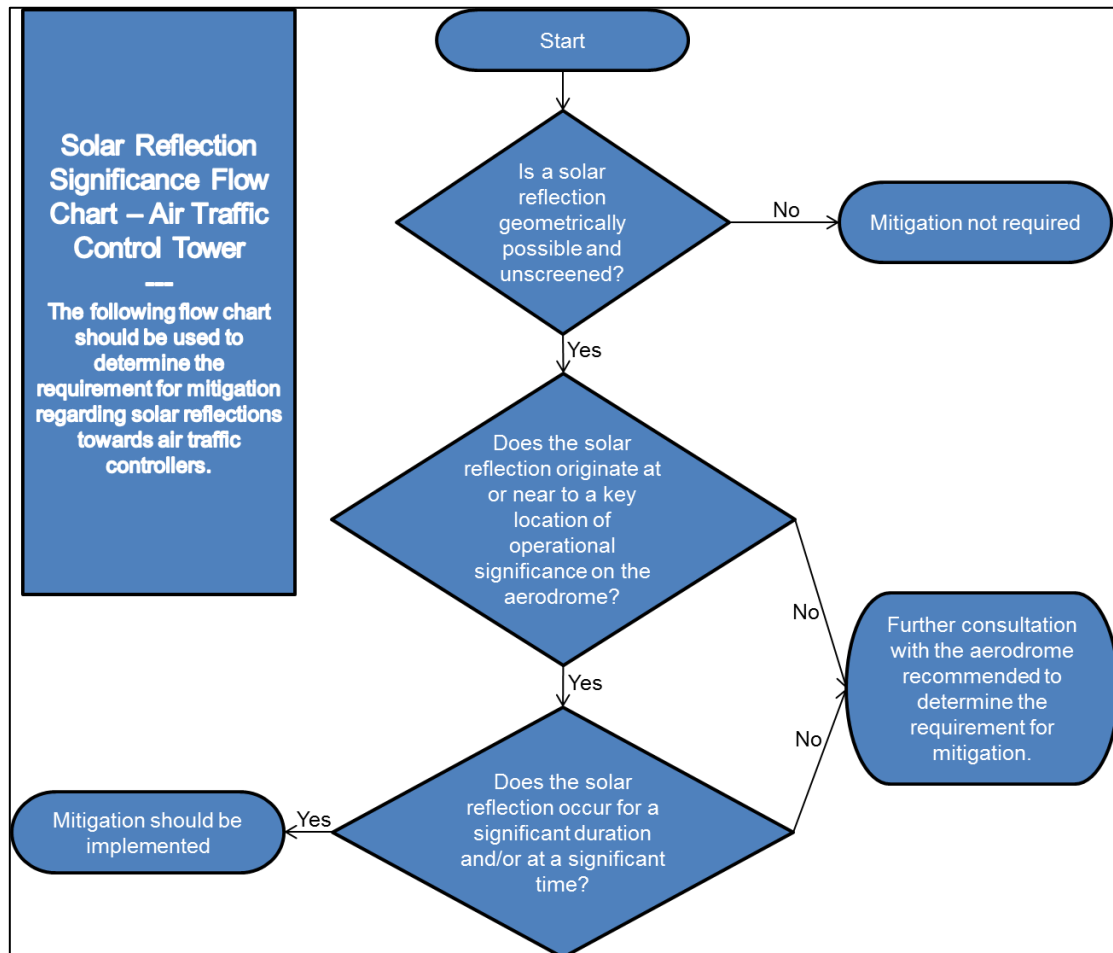 Solar Reflection
Significance Flow
Chart – Air Traffic
Control Tower
---
The following flow chart
should be used to
determine the
requirement for mitigation
regarding solar reflections
towards air traffic
controllers.
Start
Is a solar
reflection
geometrically
possible and
unscreened?
No
Mitigation not required
Yes
Does the solar
reflection originate at
or near to a key
location of
operational
significance on the
aerodrome?
No
Further consultation
with the aerodrome
recommended to
determine the
requirement for
mitigation.
Yes
No
Does the solar
reflection occur for a
significant duration
and/or at a significant
time?
Yes
Mitigation should be
implemented